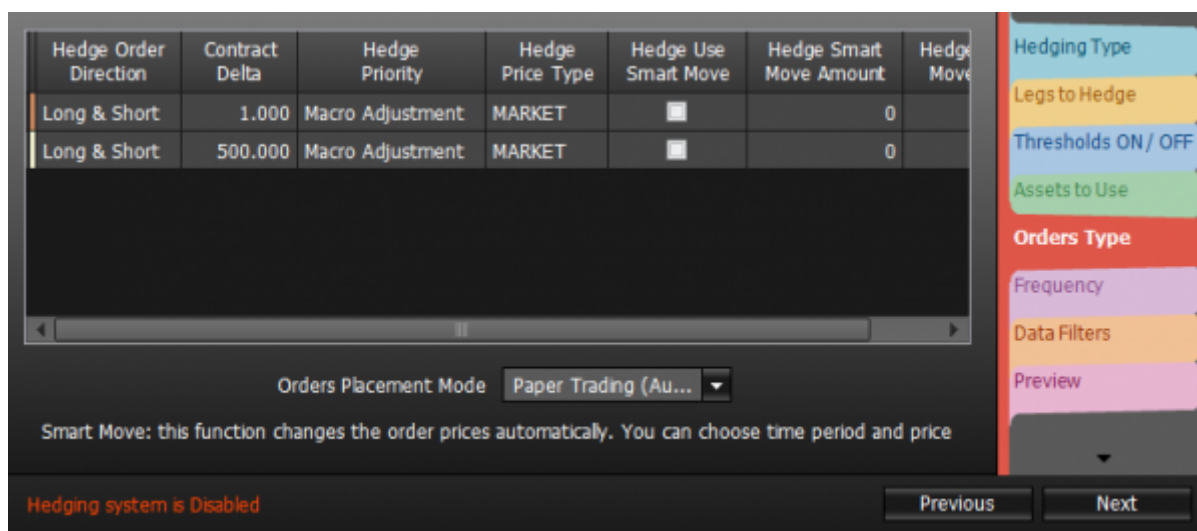 Hedge Order Direction Contract Delta Hedge Priority Hedge Price Type Hedge Use Smart Move Hedge Smart Move Amount Hedge Move
Long & Short 1.000 Macro Adjustment MARKET 0
Long & Short 500.000 Macro Adjustment MARKET 0
Orders Placement Mode Paper Trading (Au...
Smart Move: this function changes the order prices automatically. You can choose time period and price
Hedging system is Disabled
Previous Next
Hedging Type
Legs to Hedge
Thresholds ON / OFF
Assets to Use
Orders Type
Frequency
Data Filters
Preview